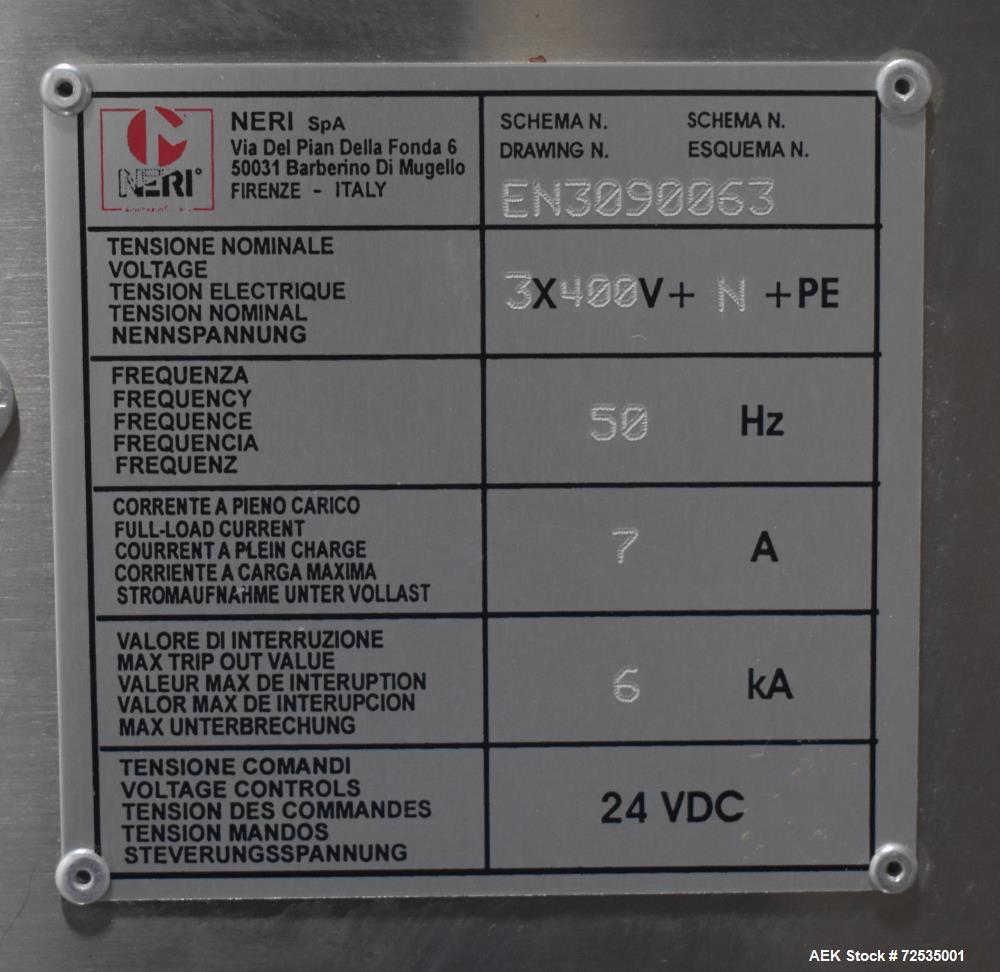 NERI
NERI SpA
Via Del Pian Della Fonda 6
50031 Barberino Di Mugello
FIRENZE - ITALY
SCHEMA N. SCHEMA N.
DRAWING N. ESQUEMA N.
EN3090063
TENSIONE NOMINALE
VOLTAGE
TENSION ELECTRIQUE
TENSION NOMINAL
NENNSPANNUNG
3X400V+ N +PE
FREQUENZA
FREQUENCY
FREQUENCE
FREQUENCIA
FREQUENZ
50 Hz
CORRENTE A PIENO CARICO
FULL-LOAD CURRENT
COURRENT A PLEIN CHARGE
CORRIENTE A CARGA MAXIMA
STROMAUFNAHME UNTER VOLLAST
7 A
VALORE DI INTERRUZIONE
MAX TRIP OUT VALUE
VALEUR MAX DE INTERUPTION
VALOR MAX DE INTERUPCION
MAX UNTERBRECHUNG
6 kA
TENSIONE COMANDI
VOLTAGE CONTROLS
TENSION DES COMMANDES
TENSION MANDOS
STEVERUNGSSPANNUNG
24 VDC
AEK Stock # 72535001